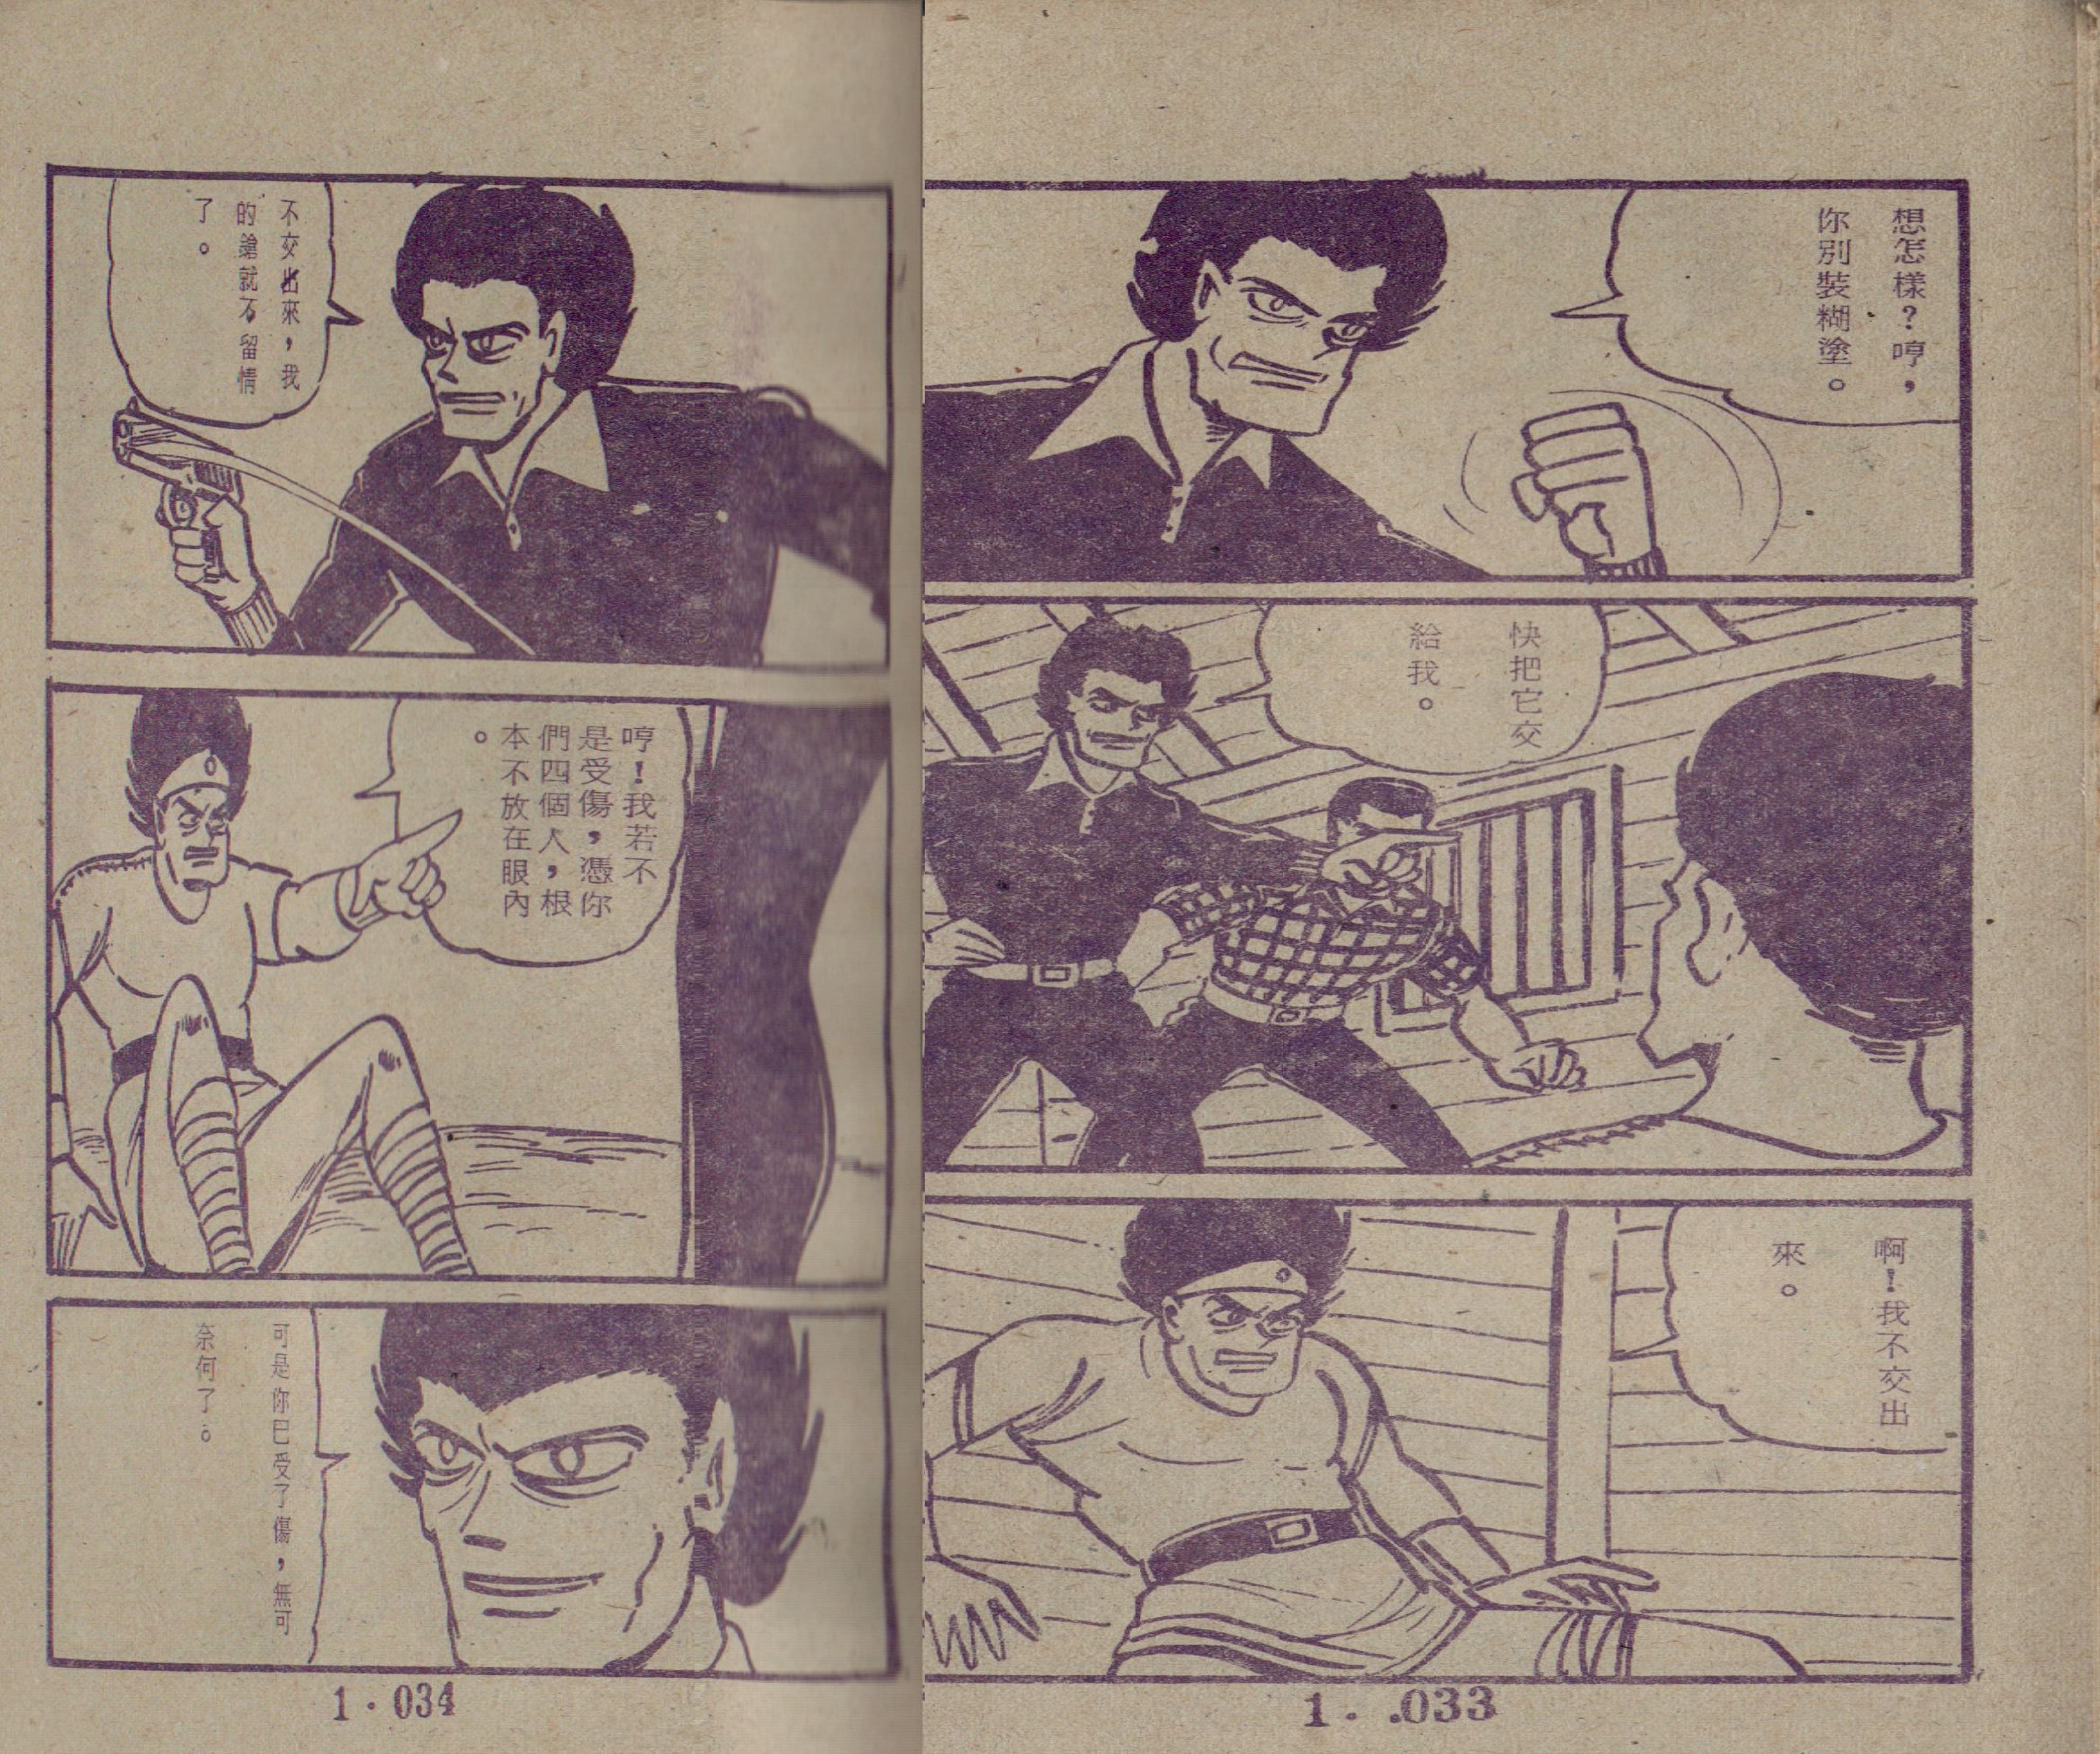 想怎樣？哼，
你別裝糊塗。
快把它交
給我。
啊！我不交出
來。
1．.033
不交出來，我
的鎗就不留情
了。
哼！我若不
是受傷，憑你
們四個人，根
本不放在眼內
。
可是你已受了傷，無可
奈何了。
1．034